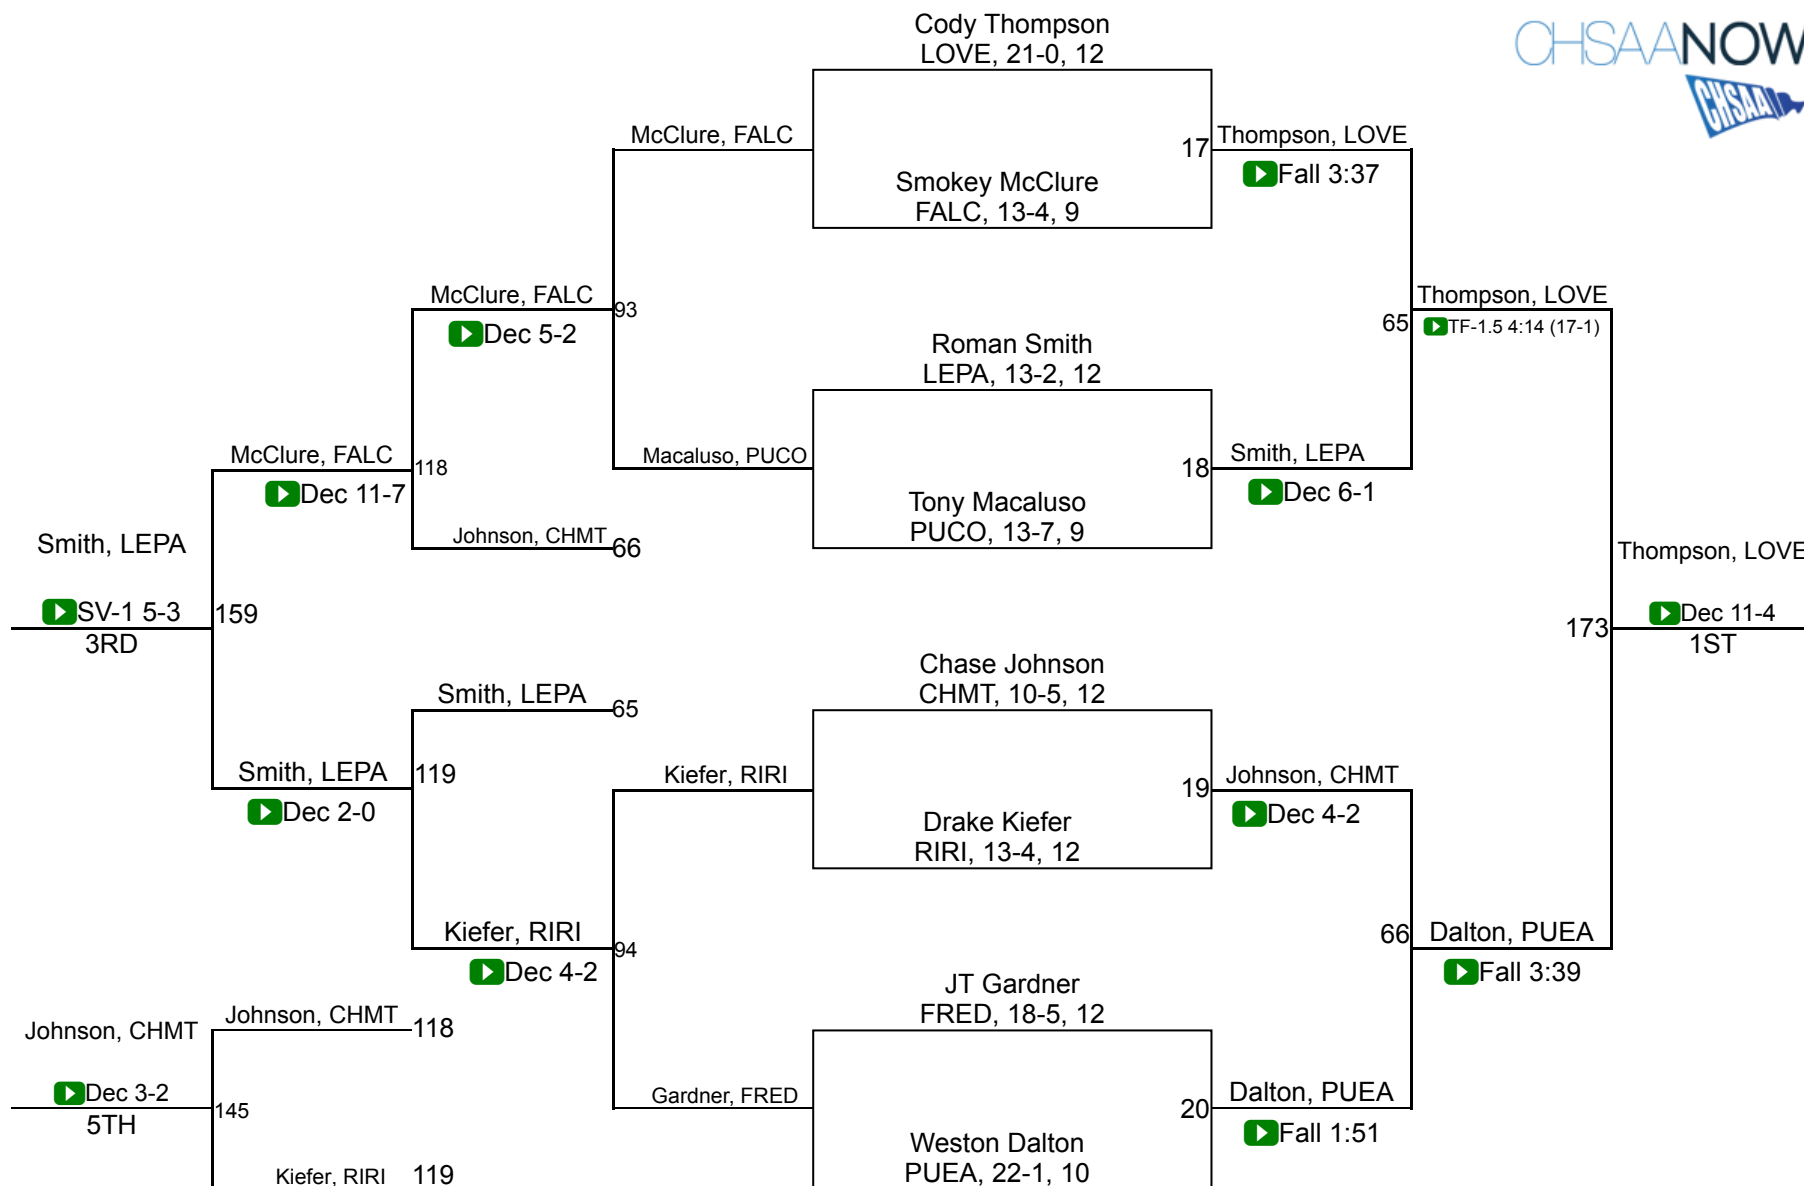 Cody Thompson
LOVE, 21-0, 12
CHSAANOW
CHSAA
McClure, FALC
17
Thompson, LOVE
Fall 3:37
Smokey McClure
FALC, 13-4, 9
McClure, FALC
93
Dec 5-2
Thompson, LOVE
65
TF-1.5 4:14 (17-1)
Roman Smith
LEPA, 13-2, 12
McClure, FALC
118
Dec 11-7
Macaluso, PUCO
18
Smith, LEPA
Dec 6-1
Tony Macaluso
PUCO, 13-7, 9
Johnson, CHMT
66
Smith, LEPA
SV-1 5-3
159
3RD
Thompson, LOVE
173
Dec 11-4
1ST
Chase Johnson
CHMT, 10-5, 12
Smith, LEPA
65
Smith, LEPA
119
Dec 2-0
Kiefer, RIRI
19
Johnson, CHMT
Dec 4-2
Drake Kiefer
RIRI, 13-4, 12
Kiefer, RIRI
94
Dec 4-2
66
Dalton, PUEA
Fall 3:39
JT Gardner
FRED, 18-5, 12
Johnson, CHMT
Johnson, CHMT
118
Dec 3-2
145
5TH
Gardner, FRED
20
Dalton, PUEA
Fall 1:51
Weston Dalton
PUEA, 22-1, 10
Kiefer, RIRI
119